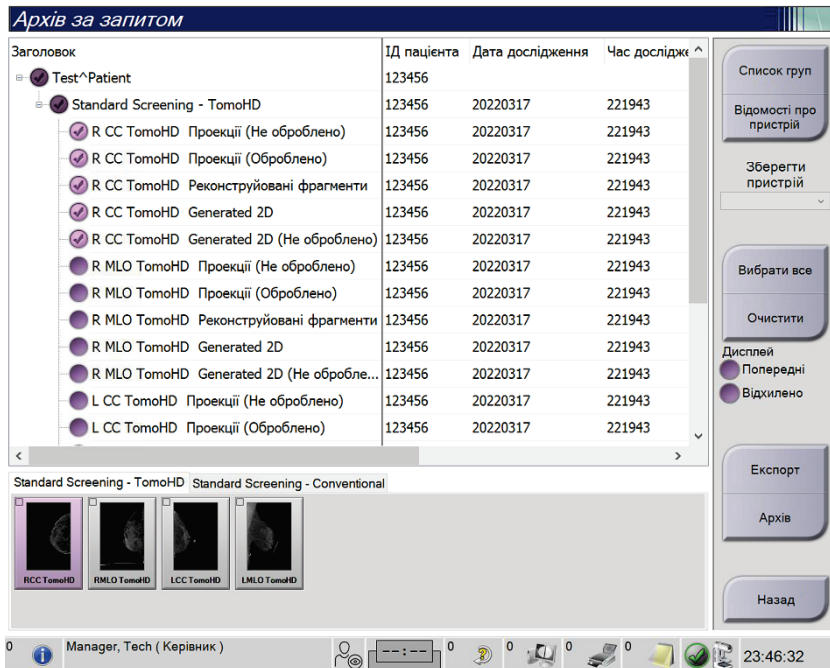 Архів за запитом
Заголовок ІД пацієнта Дата дослідження Час дослідже
Test^Patient 123456
Standard Screening - TomoHD 123456 20220317 221943
R CC TomoHD Проекції (Не оброблено) 123456 20220317 221943
R CC TomoHD Проекції (Оброблено) 123456 20220317 221943
R CC TomoHD Реконструйовані фрагменти 123456 20220317 221943
R CC TomoHD Generated 2D 123456 20220317 221943
R CC TomoHD Generated 2D (Не оброблено) 123456 20220317 221943
R MLO TomoHD Проекції (Не оброблено) 123456 20220317 221943
R MLO TomoHD Проекції (Оброблено) 123456 20220317 221943
R MLO TomoHD Реконструйовані фрагменти 123456 20220317 221943
R MLO TomoHD Generated 2D 123456 20220317 221943
R MLO TomoHD Generated 2D (Не обробле... 123456 20220317 221943
L CC TomoHD Проекції (Не оброблено) 123456 20220317 221943
L CC TomoHD Проекції (Оброблено) 123456 20220317 221943
Standard Screening - TomoHD Standard Screening - Conventional
RCC TomoHD RMLO TomoHD LCC TomoHD LMLO TomoHD
Список груп
Відомості про
пристрій
Зберегти
пристрій
Вибрати все
Очистити
Дисплей
Попередні
Відхилено
Експорт
Архів
Назад
0 Manager, Tech ( Керівник ) --:-- 0 0 0 0 23:46:32